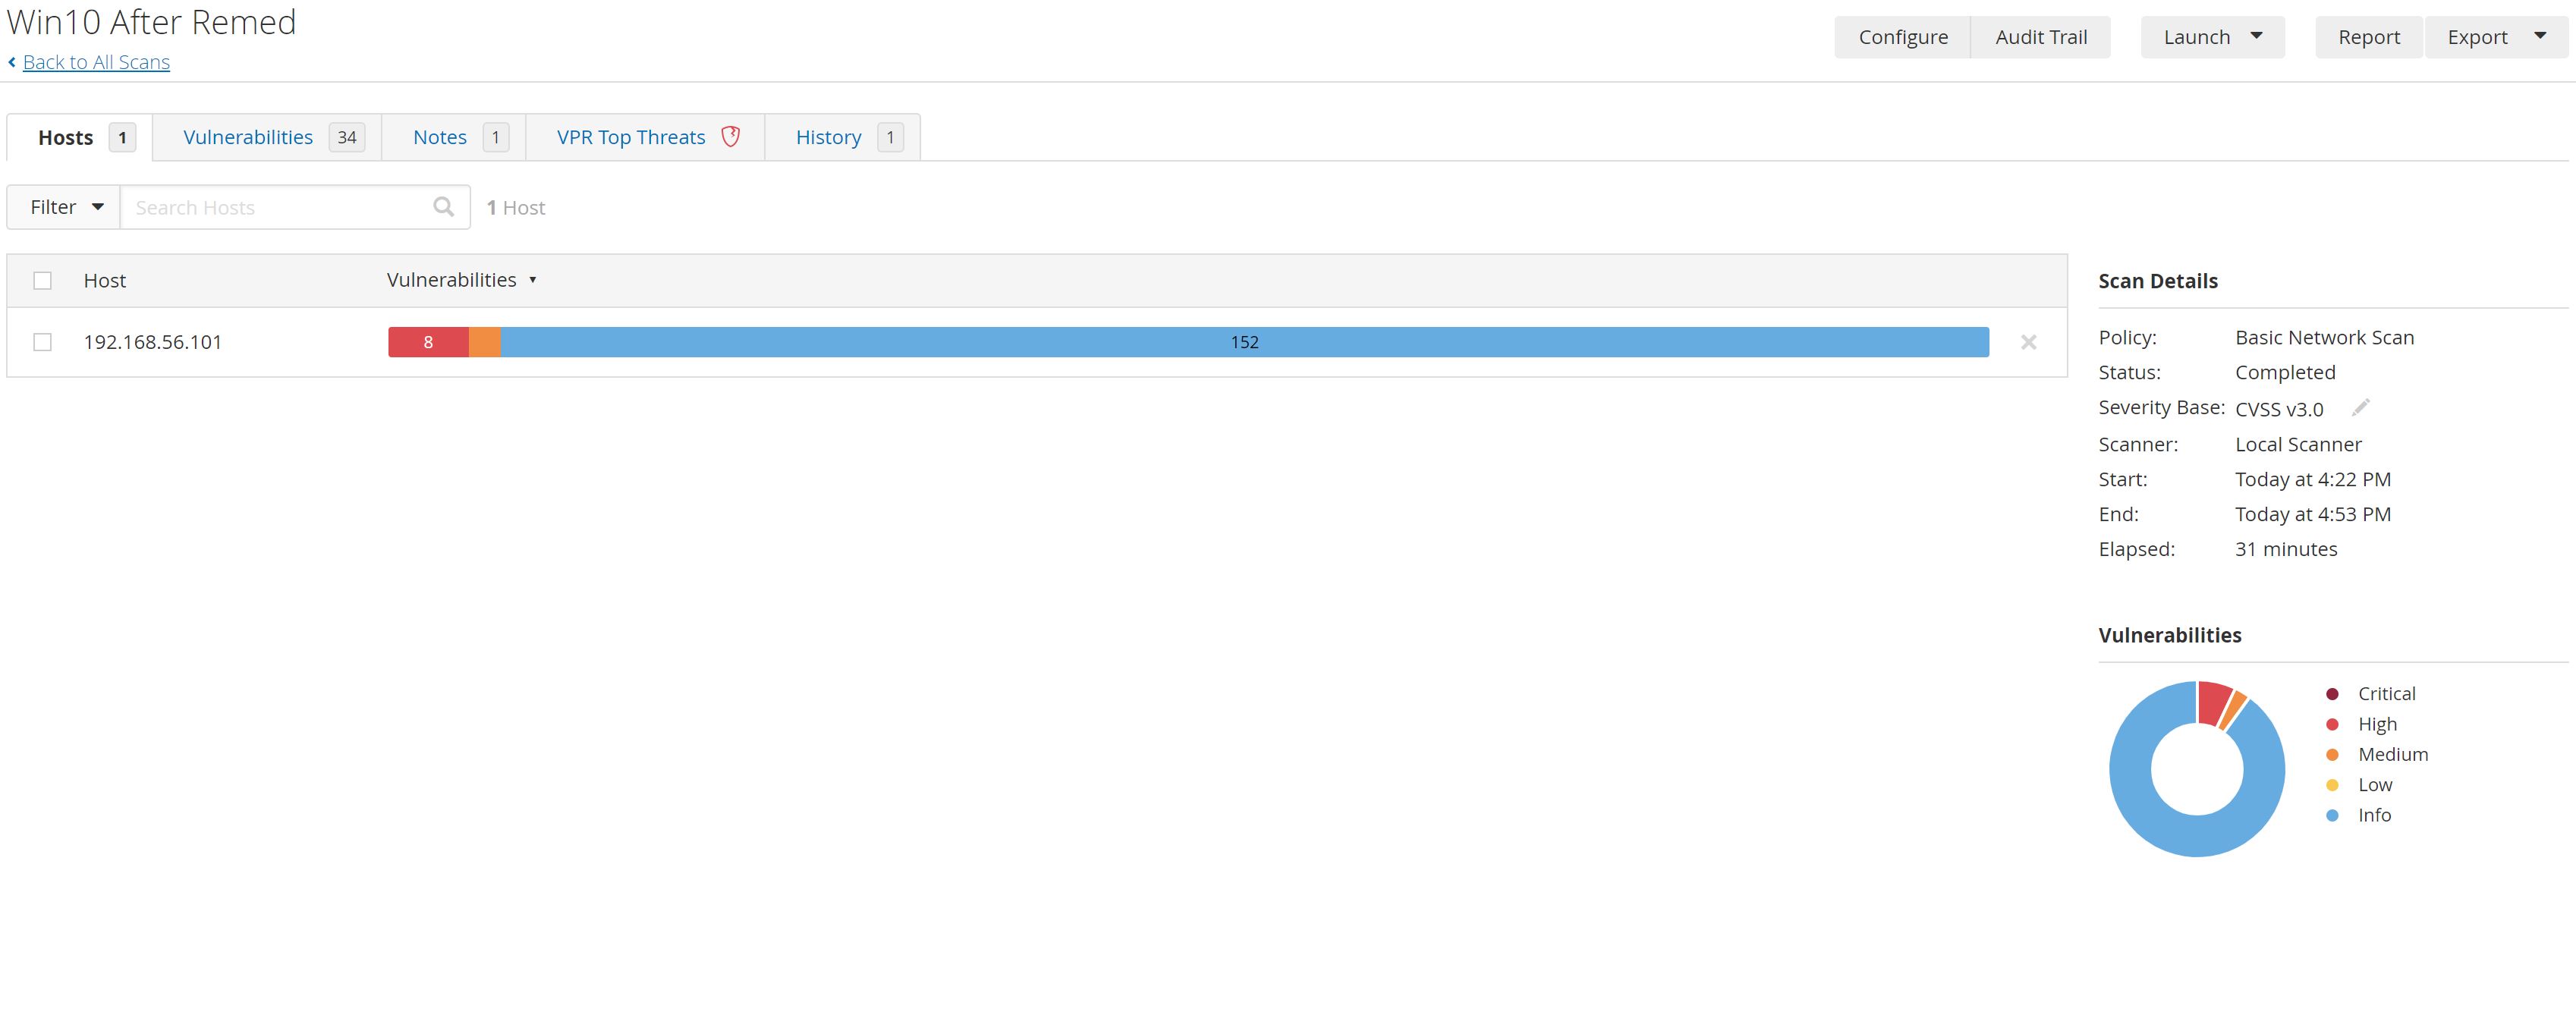 Win10 After Remed
Back to All Scans
Configure Audit Trail Launch Report Export
Hosts 1 Vulnerabilities 34 Notes 1 VPR Top Threats History 1
Filter Search Hosts 1 Host
Host Vulnerabilities
192.168.56.101 8 152
Scan Details
Policy: Basic Network Scan
Status: Completed
Severity Base: CVSS v3.0
Scanner: Local Scanner
Start: Today at 4:22 PM
End: Today at 4:53 PM
Elapsed: 31 minutes
Vulnerabilities
Critical
High
Medium
Low
Info